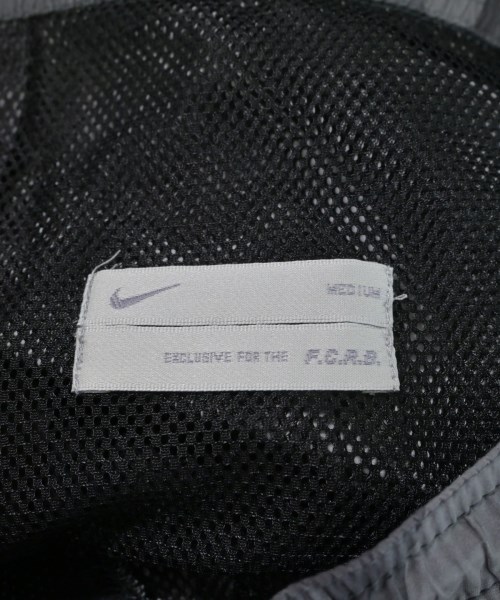 MEDIUM
EXCLUSIVE FOR THE F.C.R.B.